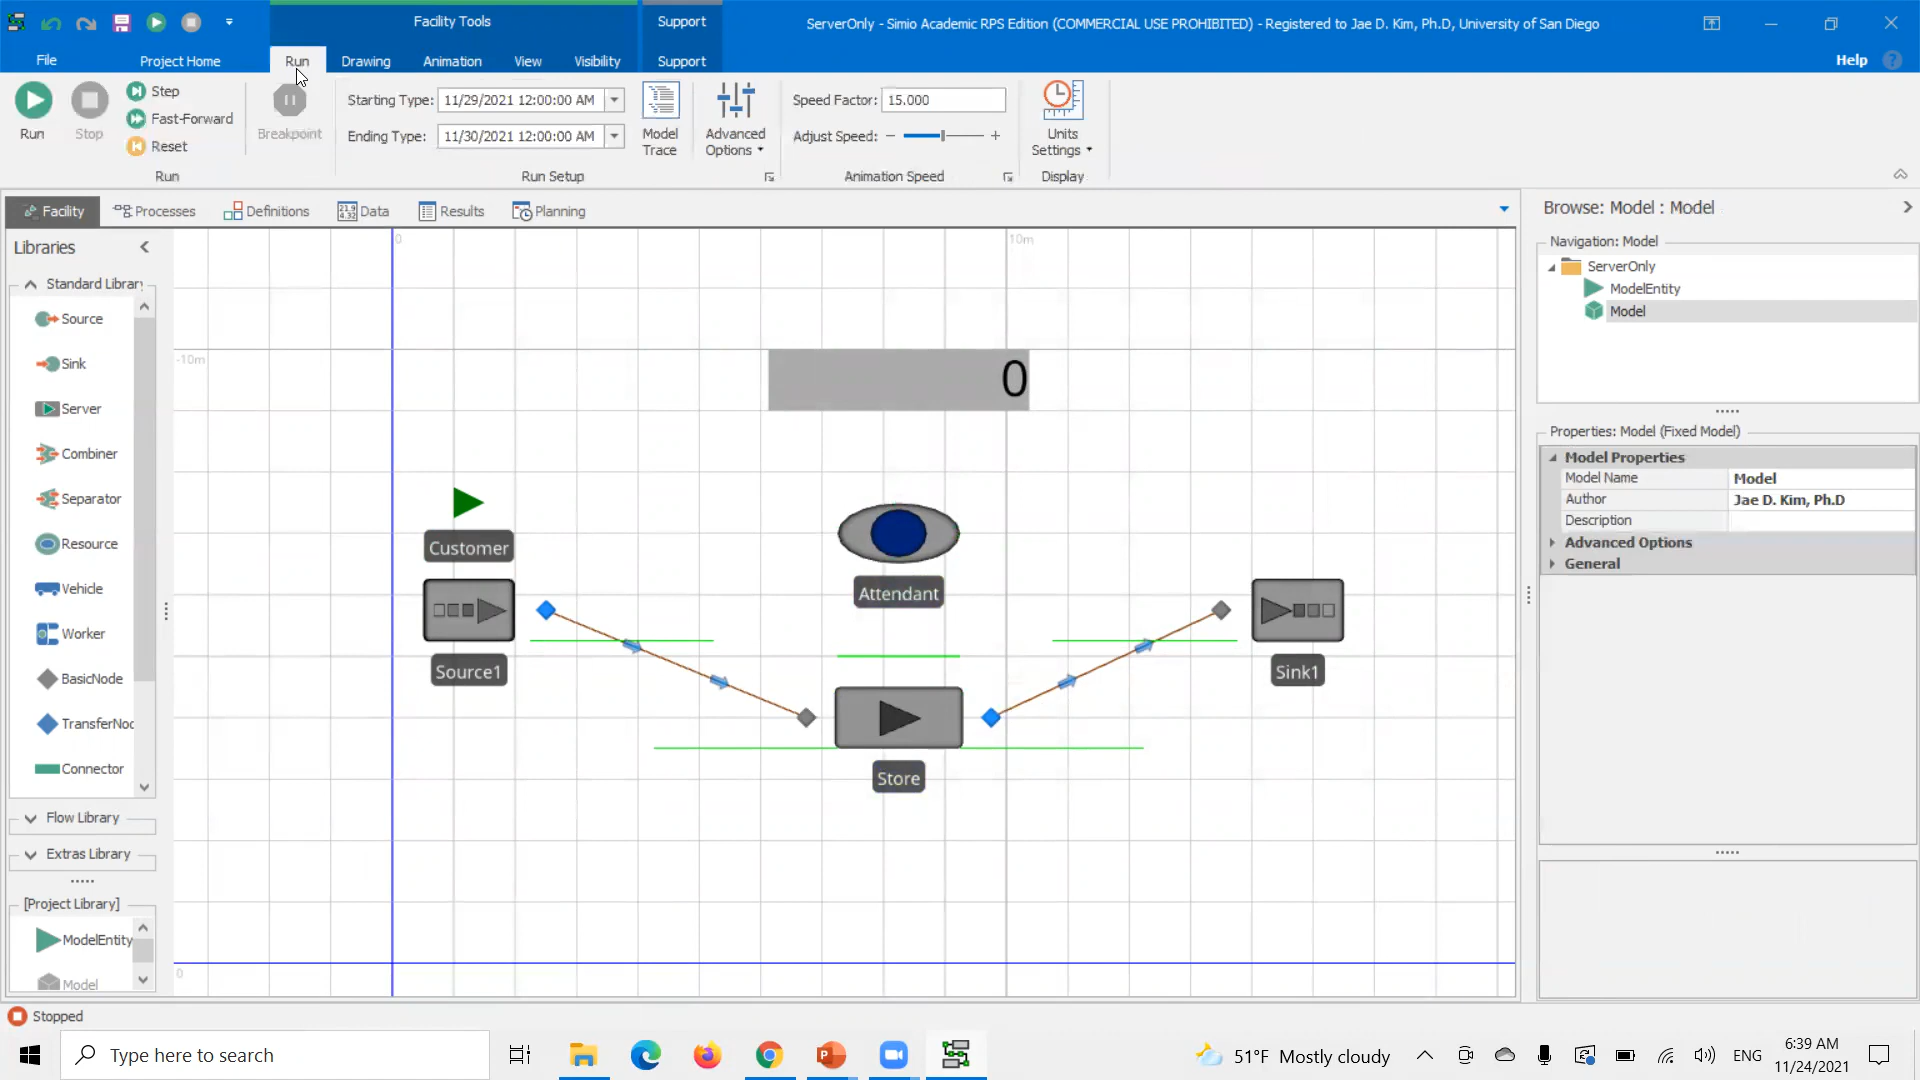 Facility Tools
Support
ServerOnly - Simio Academic RPS Edition (COMMERCIAL USE PROHIBITED) - Registered to Jae D. Kim, Ph.D, University of San Diego
File
Project Home
Run
Drawing
Animation
View
Visibility
Support
Help
Run
Stop
Step
Fast-Forward
Reset
Breakpoint
Run
Starting Type: 11/29/2021 12:00:00 AM
Ending Type: 11/30/2021 12:00:00 AM
Model Trace
Advanced Options
Run Setup
Speed Factor: 15.000
Adjust Speed:
Animation Speed
Units Settings
Display
Facility
Processes
Definitions
Data
Results
Planning
Libraries
Standard Library
Source
Sink
Server
Combiner
Separator
Resource
Vehicle
Worker
BasicNode
TransferNod
Connector
Flow Library
Extras Library
[Project Library]
ModelEntity
Model
0
10m
-10m
0
0
Customer
Source1
Attendant
Store
Sink1
Browse: Model : Model
Navigation: Model
ServerOnly
ModelEntity
Model
Properties: Model (Fixed Model)
Model Properties
Model Name Model
Author Jae D. Kim, Ph.D
Description
Advanced Options
General
Stopped
Type here to search
51°F Mostly cloudy
ENG
6:39 AM
11/24/2021